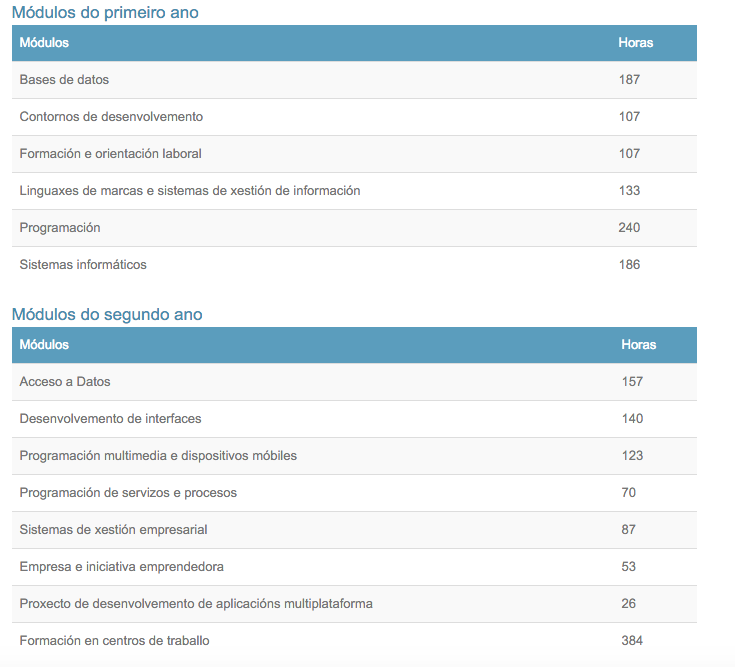 Módulos do primeiro ano
Módulos Horas
Bases de datos 187
Contornos de desenvolvemento 107
Formación e orientación laboral 107
Linguaxes de marcas e sistemas de xestión de información 133
Programación 240
Sistemas informáticos 186
Módulos do segundo ano
Módulos Horas
Acceso a Datos 157
Desenvolvemento de interfaces 140
Programación multimedia e dispositivos móbiles 123
Programación de servizos e procesos 70
Sistemas de xestión empresarial 87
Empresa e iniciativa emprendedora 53
Proxecto de desenvolvemento de aplicacións multiplataforma 26
Formación en centros de traballo 384